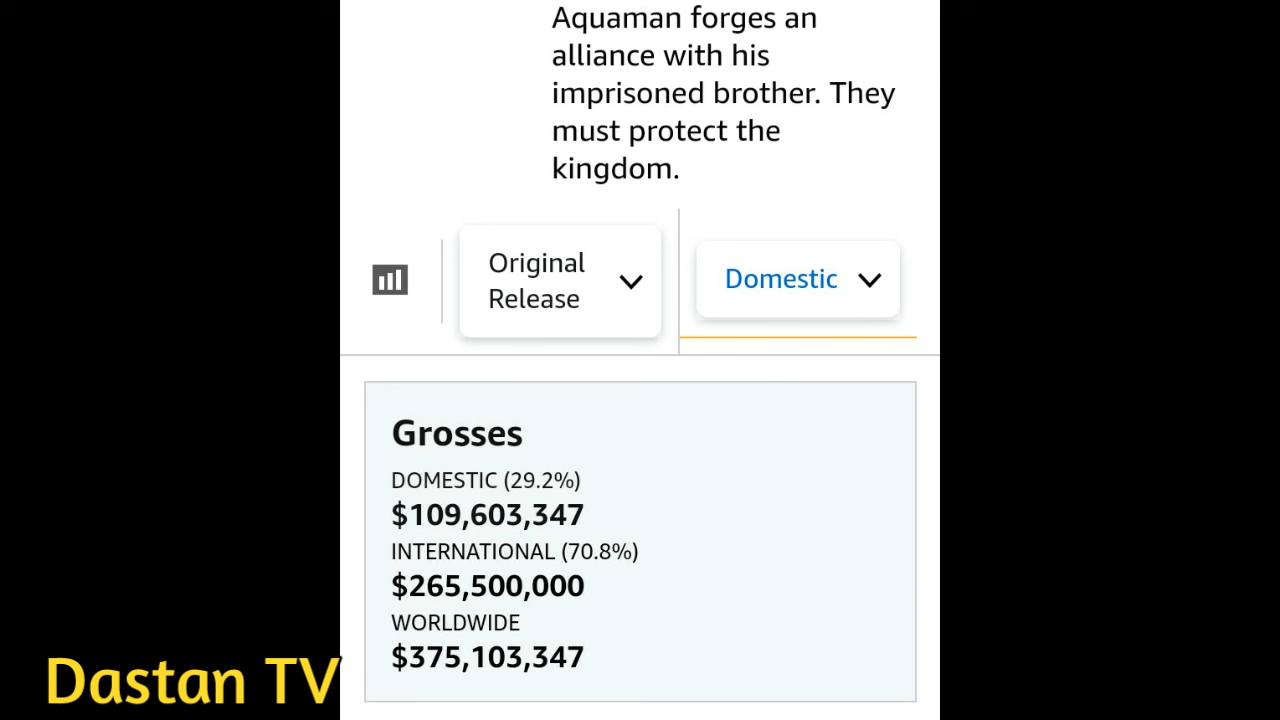 Aquaman forges an
alliance with his
imprisoned brother. They
must protect the
kingdom.
Original
Release
Domestic
Grosses
DOMESTIC (29.2%)
$109,603,347
INTERNATIONAL (70.8%)
$265,500,000
WORLDWIDE
$375,103,347
Dastan TV